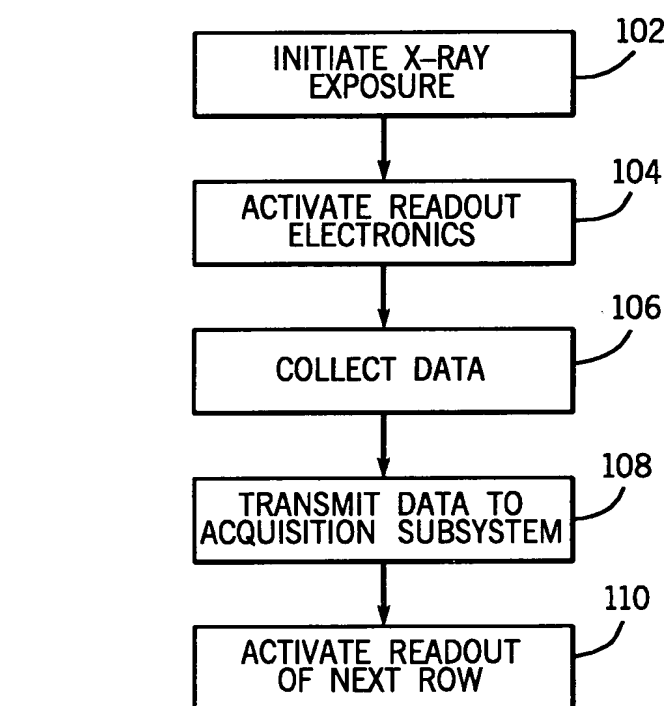 102
INITIATE X-RAY
EXPOSURE
104
ACTIVATE READOUT
ELECTRONICS
106
COLLECT DATA
108
TRANSMIT DATA TO
ACQUISITION SUBSYSTEM
110
ACTIVATE READOUT
OF NEXT ROW